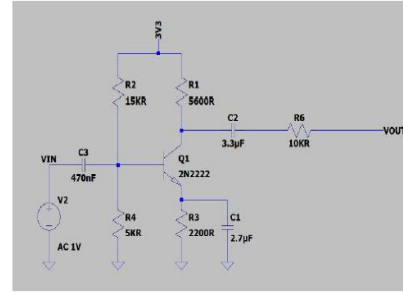 3V3
R2
15KR
R1
5600R
C2
3.3µF
R6
10KR
VOUT
VIN
C3
470nF
Q1
2N2222
V2
AC 1V
R4
5KR
R3
2200R
C1
2.7µF